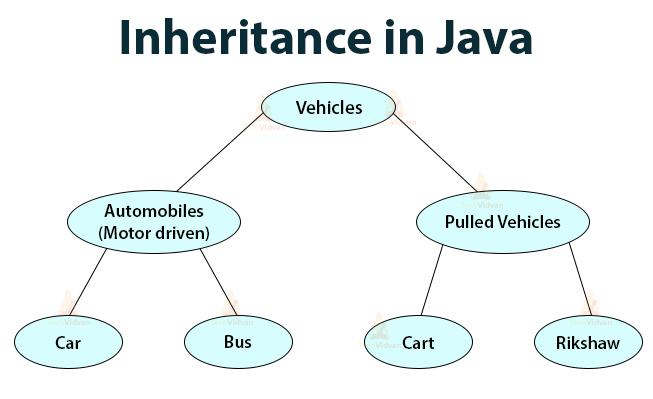 Inheritance in Java
Vehicles
Automobiles
(Motor driven)
Pulled Vehicles
Car
Bus
Cart
Rikshaw